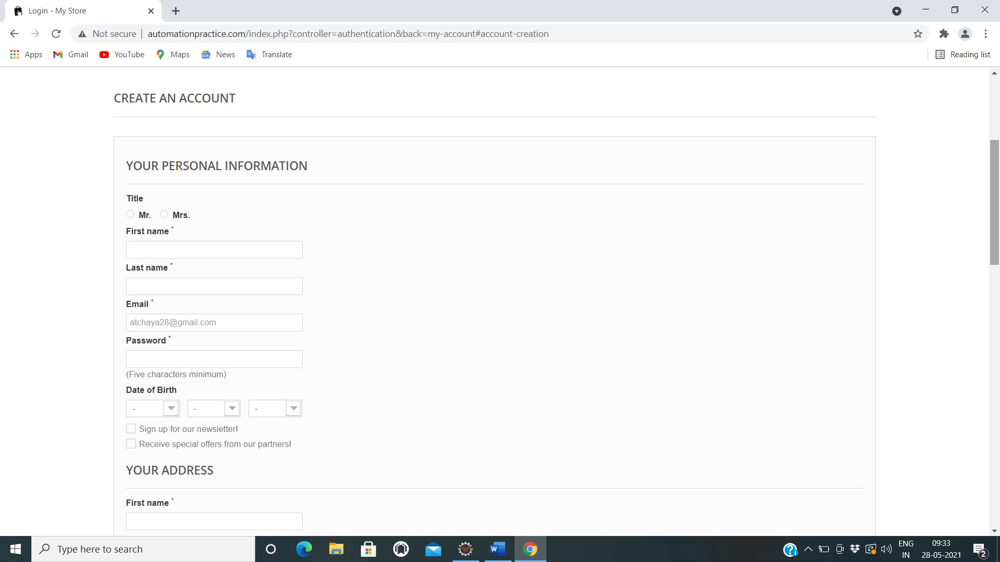 Login - My Store
Not secure
automationpractice.com/index.php?controller=authentication&back=my-account#account-creation
Apps
Gmail
YouTube
Maps
News
Translate
Reading list
CREATE AN ACCOUNT
YOUR PERSONAL INFORMATION
Title
Mr. Mrs.
First name *
Last name *
Email *
atchaya28@gmail.com
Password *
(Five characters minimum)
Date of Birth
- - -
Sign up for our newsletter!
Receive special offers from our partners!
YOUR ADDRESS
First name *
Type here to search
ENG
IN
09:33
28-05-2021
2